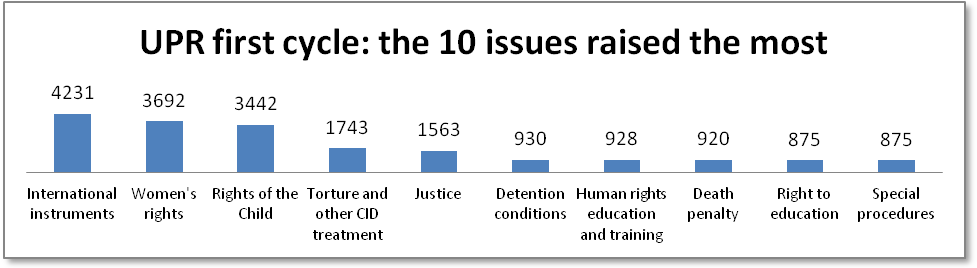 UPR first cycle: the 10 issues raised the most
4231
3692
3442
1743
1563
930
928
920
875
875
International
instruments
Women's
rights
Rights of the
Child
Torture and
other CID
treatment
Justice
Detention
conditions
Human rights
education
and training
Death
penalty
Right to
education
Special
procedures